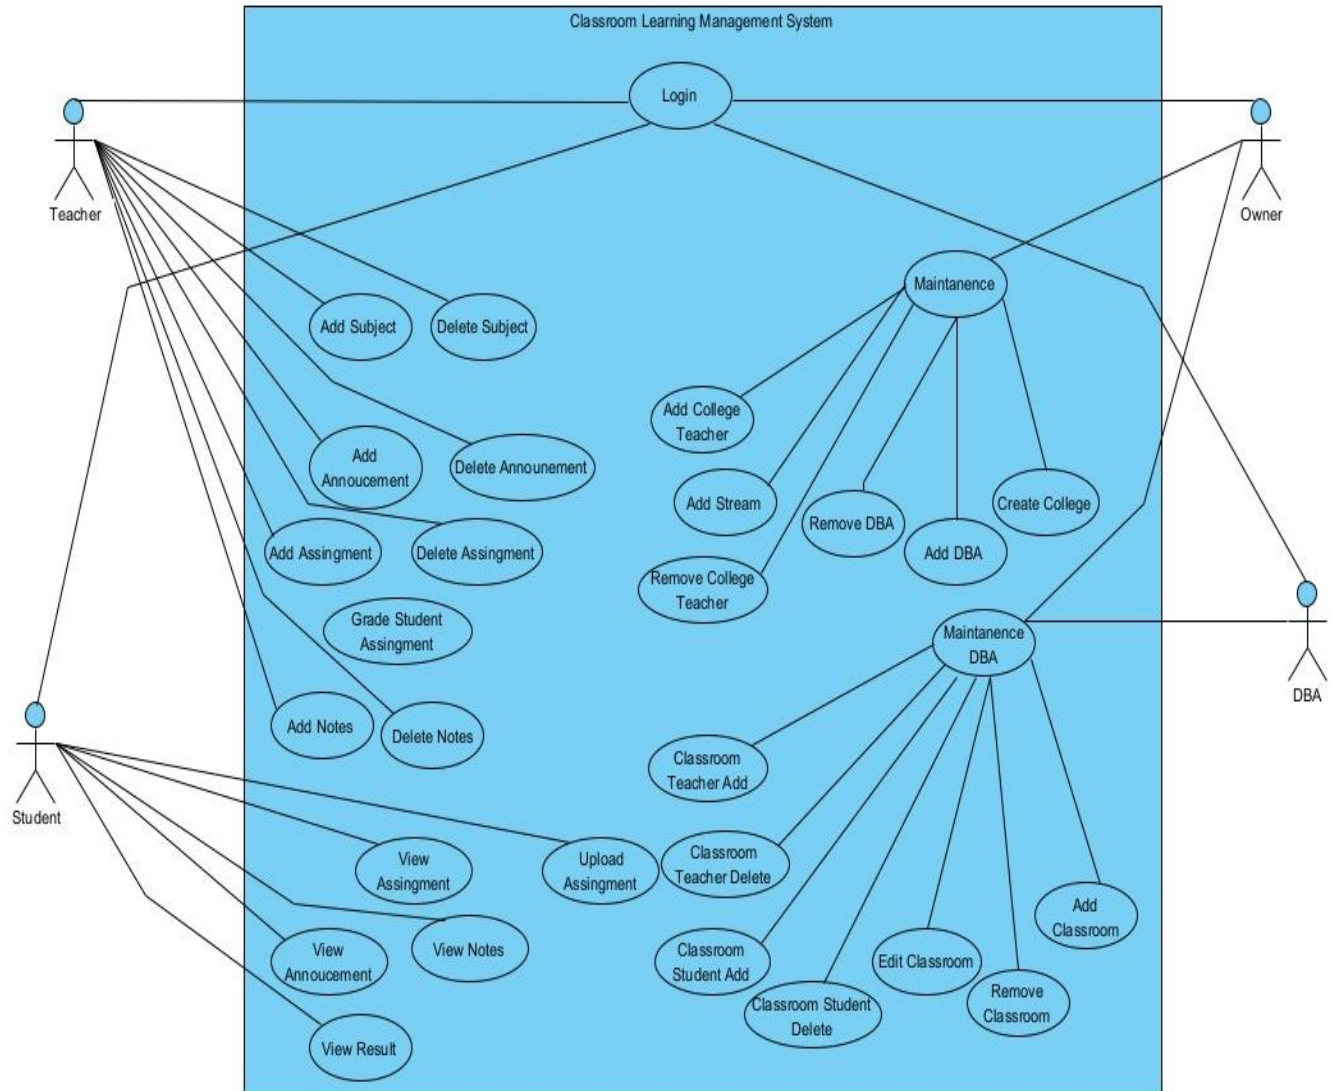 Classroom Learning Management System
Login
Teacher
Owner
Maintanence
Add Subject
Delete Subject
Add College
Teacher
Add
Annoucement
Delete Announement
Add Stream
Remove DBA
Create College
Add Assingment
Delete Assingment
Add DBA
Remove College
Teacher
Grade Student
Assingment
Maintanence
DBA
DBA
Add Notes
Delete Notes
Student
Classroom
Teacher Add
View
Assingment
Upload
Assingment
Classroom
Teacher Delete
Add
Classroom
View
Annoucement
View Notes
Classroom
Student Add
Edit Classroom
Remove
Classroom
Classroom Student
Delete
View Result